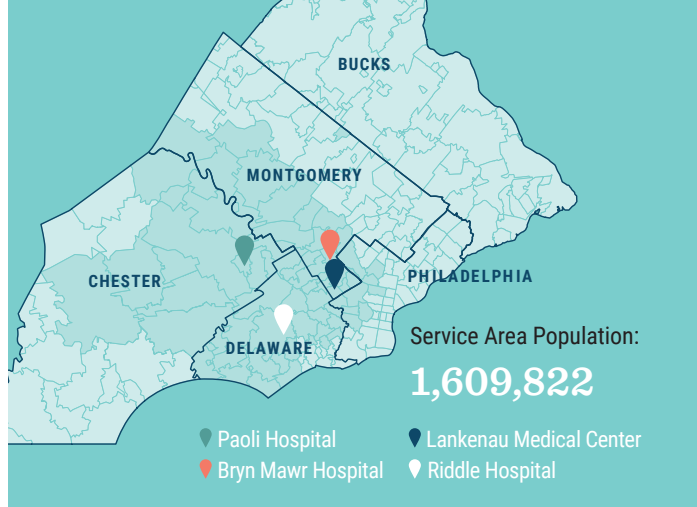 BUCKS
MONTGOMERY
CHESTER
PHILADELPHIA
DELAWARE
Service Area Population:
1,609,822
Paoli Hospital
Lankenau Medical Center
Bryn Mawr Hospital
Riddle Hospital